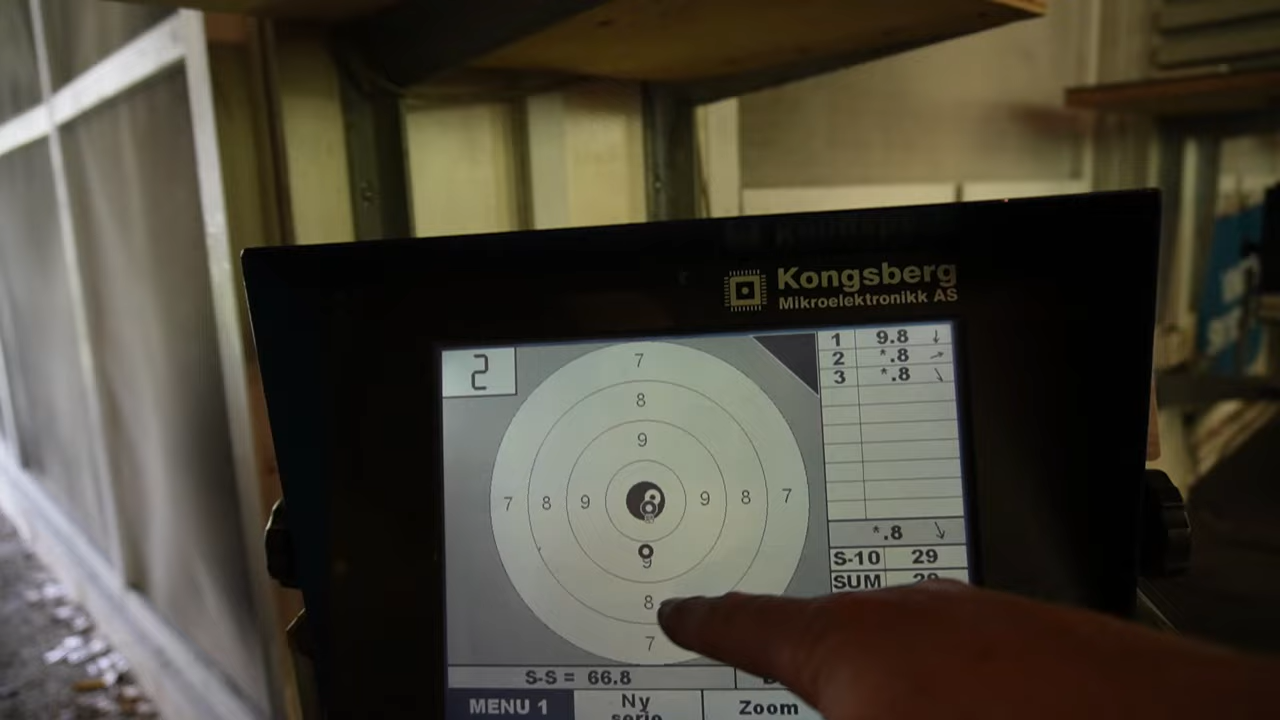 Kongsberg
Mikroelektronikk AS
2
1 9.8 ↓
2 *.8 →
3 *.8 ↘
*.8 ↘
S-10 29
SUM
7
8
9
7 8 9 9 8 7
9
8
7
S-S = 66.8
MENU 1
Ny
serie
Zoom